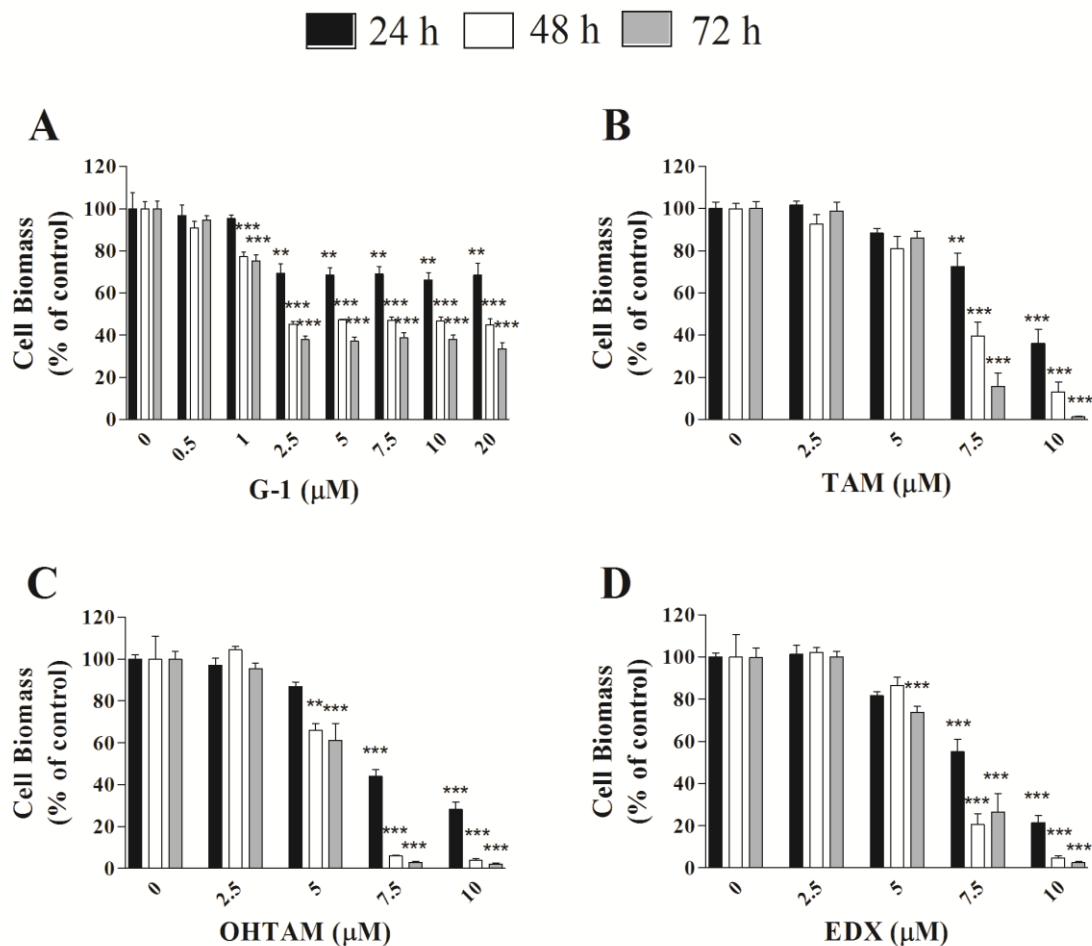 24 h 48 h 72 h
A
Cell Biomass
(% of control)
120
100
80
60
40
20
0
*** *** ** *** *** ** *** *** ** *** *** ** *** *** ** *** ***
0 0.5 1 2.5 5 7.5 10 20
G-1 (μM)
B
Cell Biomass
(% of control)
120
100
80
60
40
20
0
** *** *** *** *** ***
0 2.5 5 7.5 10
TAM (μM)
C
Cell Biomass
(% of control)
120
100
80
60
40
20
0
** *** *** *** *** *** *** ***
0 2.5 5 7.5 10
OHTAM (μM)
D
Cell Biomass
(% of control)
120
100
80
60
40
20
0
*** *** *** *** *** *** ***
0 2.5 5 7.5 10
EDX (μM)